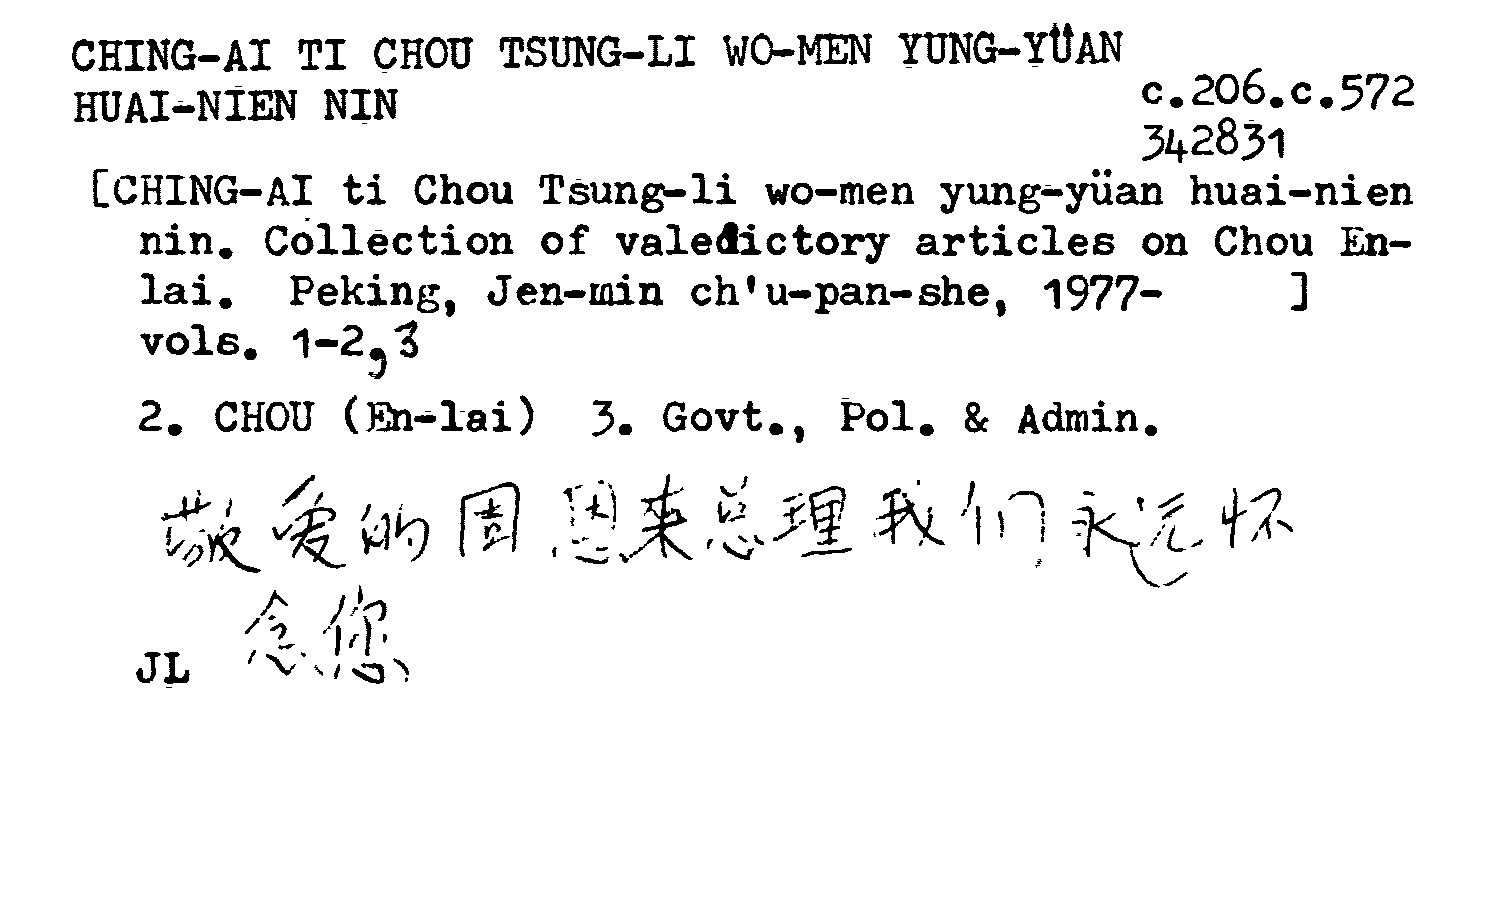 CHING-AI TI CHOU TSUNG-LI WO-MEN YUNG-YÜAN
HUAI-NIEN NIN
c.206.c.572
342831
[CHING-AI ti Chou Tsung-li wo-men yung-yüan huai-nien
nin. Collection of valedictory articles on Chou En-
lai. Peking, Jen-min ch'u-pan-she, 1977- ]
vols. 1-2,3
2. CHOU (En-lai) 3. Govt., Pol. & Admin.
敬爱的周恩来总理我们永远怀
念您
JL